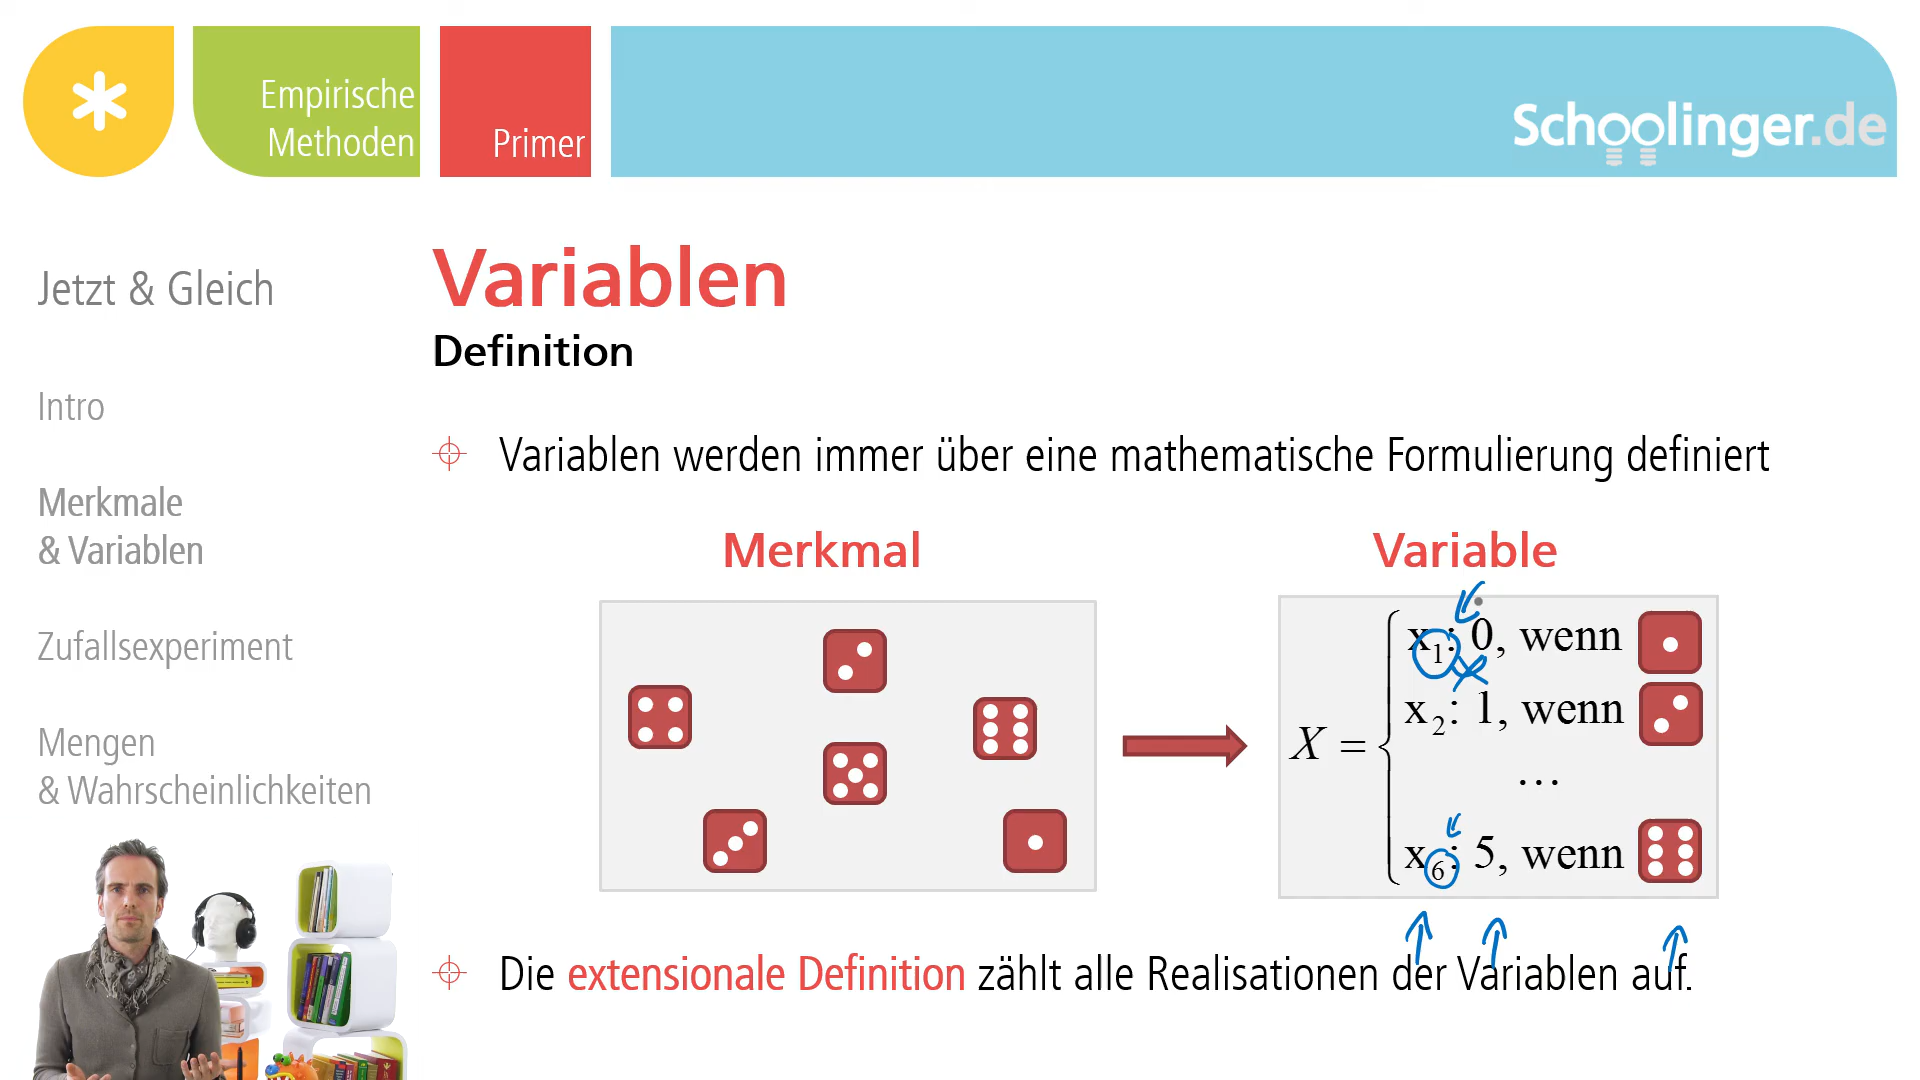 *
Empirische
Methoden
Primer
Schoolinger.de
Jetzt & Gleich
Intro
Merkmale
& Variablen
Zufallsexperiment
Mengen
& Wahrscheinlichkeiten
Variablen
Definition
Variablen werden immer über eine mathematische Formulierung definiert
Merkmal
Variable
X =
x₁: 0, wenn
x₂: 1, wenn
...
x₆: 5, wenn
Die extensionale Definition zählt alle Realisationen der Variablen auf.